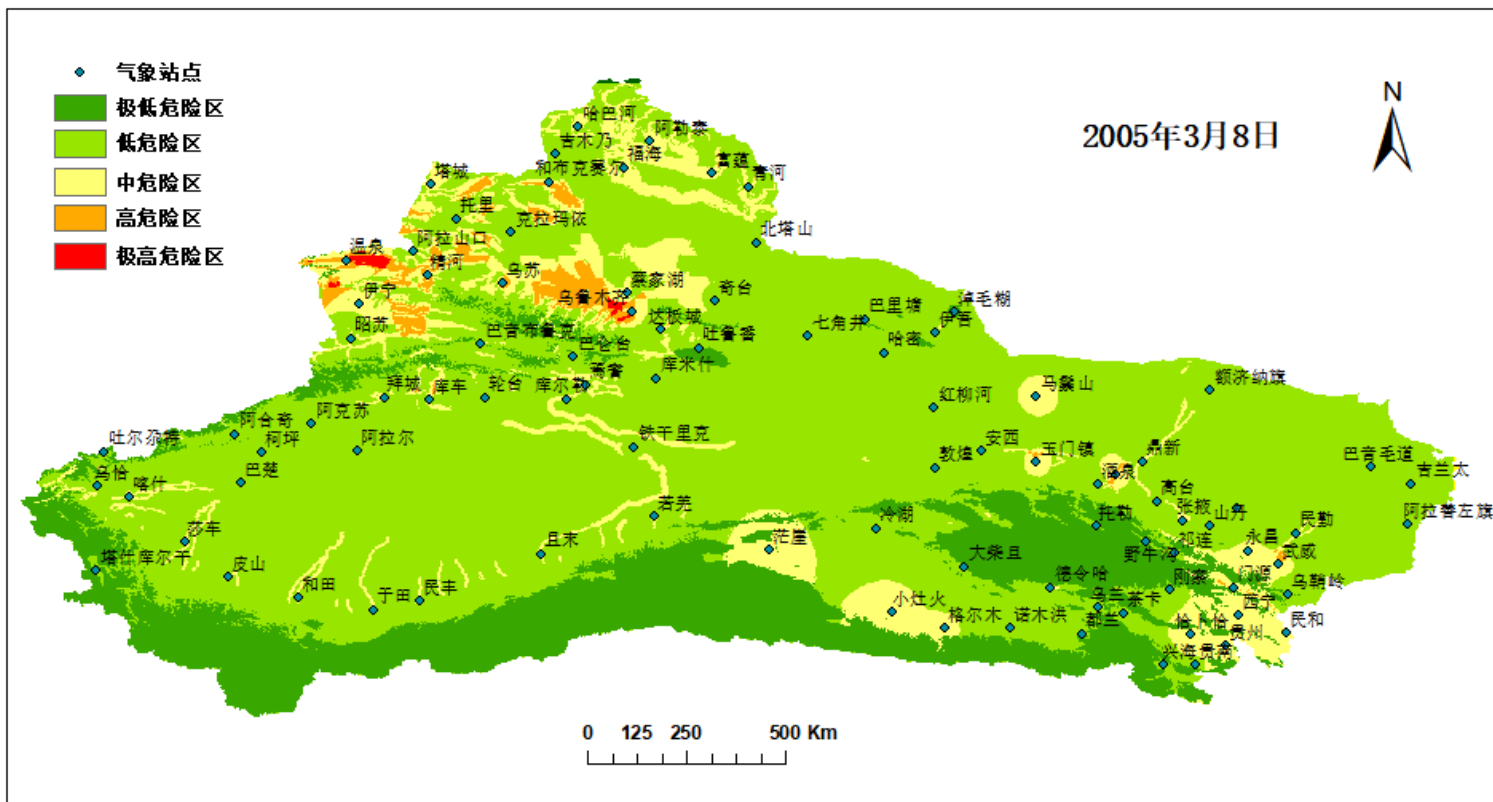 气象站点
极低危险区
低危险区
中危险区
高危险区
极高危险区
2005年3月8日
N
哈巴河
阿勒泰
吉木乃
福海
和布克赛尔
富蕴
青河
塔城
托里
克拉玛依
北塔山
阿拉山口
温泉
精河
乌苏
蔡家湖
乌鲁木齐
奇台
伊宁
达板城
昭苏
巴音布鲁克
巴仑台
吐鲁番
七角井
巴里塘
淖毛糊
伊吾
哈密
库米什
焉耆
拜城
库车
轮台
库尔勒
红柳河
马鬃山
额济纳旗
阿克苏
阿合奇
柯坪
阿拉尔
铁干里克
吐尔尕特
巴楚
乌恰
喀什
敦煌
安西
玉门镇
鼎新
酒泉
高台
巴音毛道
吉兰太
阿拉善左旗
若羌
冷湖
托勒
张掖
山丹
民勤
莎车
且末
茫崖
大柴旦
野牛沟
祁连
永昌
武威
塔什库尔干
皮山
和田
于田
民丰
德令哈
刚察
门源
乌鞘岭
小灶火
格尔木
诺木洪
乌兰
茶卡
都兰
西宁
恰卜恰
贵州
民和
兴海
贵南
0 125 250 500 Km